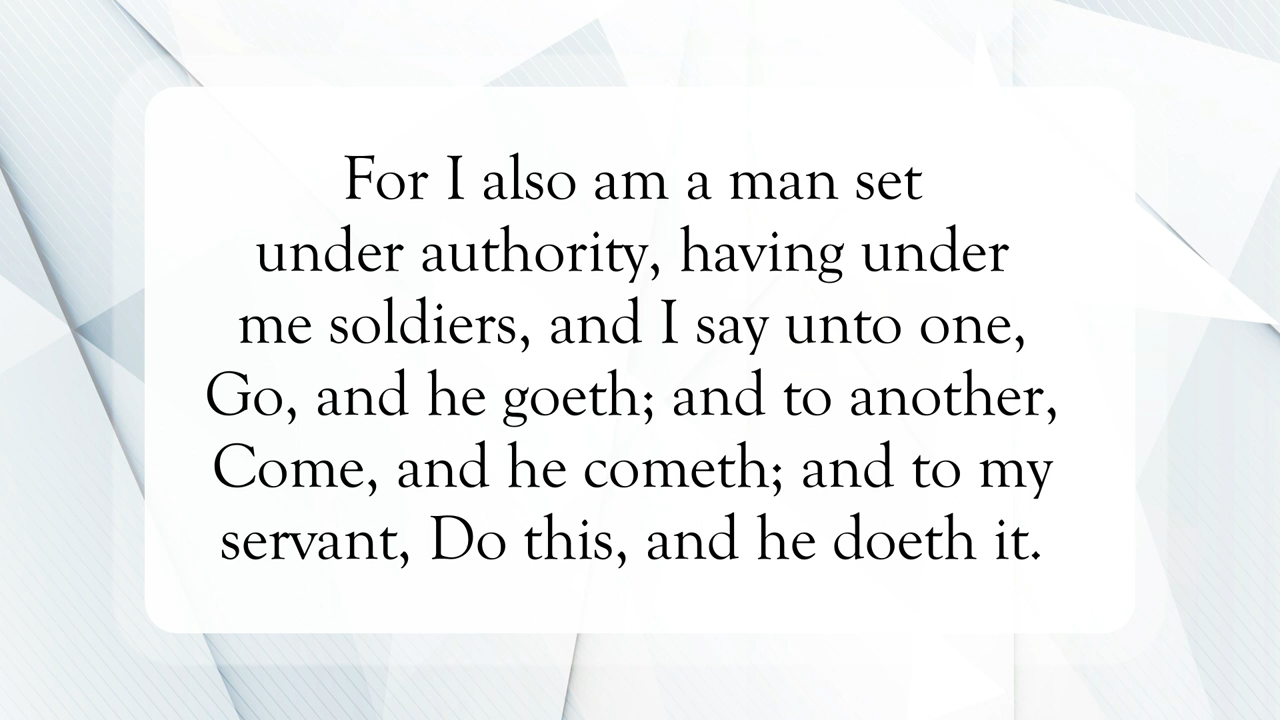 For I also am a man set
under authority, having under
me soldiers, and I say unto one,
Go, and he goeth; and to another,
Come, and he cometh; and to my
servant, Do this, and he doeth it.